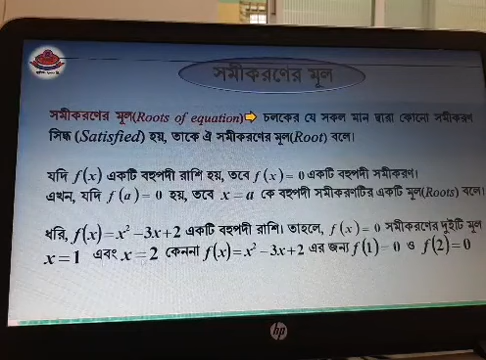 সমীকরণের মূল
সমীকরণের মূল(Roots of equation)➡ চলকের যে সকল মান দ্বারা কোনো সমীকরণ
সিদ্ধ (Satisfied) হয়, তাকে ঐ সমীকরণের মূল(Root) বলে।
যদি f(x) একটি বহুপদী রাশি হয়, তবে f(x)=0 একটি বহুপদী সমীকরণ।
এখন, যদি f(a)=0 হয়, তবে x=a কে বহুপদী সমীকরণটির একটি মূল(Roots) বলে।
ধরি, f(x)=x²-3x+2 একটি বহুপদী রাশি। তাহলে, f(x)=0 সমীকরণের দুইটি মূল
x=1 এবং x=2 কেননা f(x)=x²-3x+2 এর জন্য f(1)=0 ও f(2)=0
hp